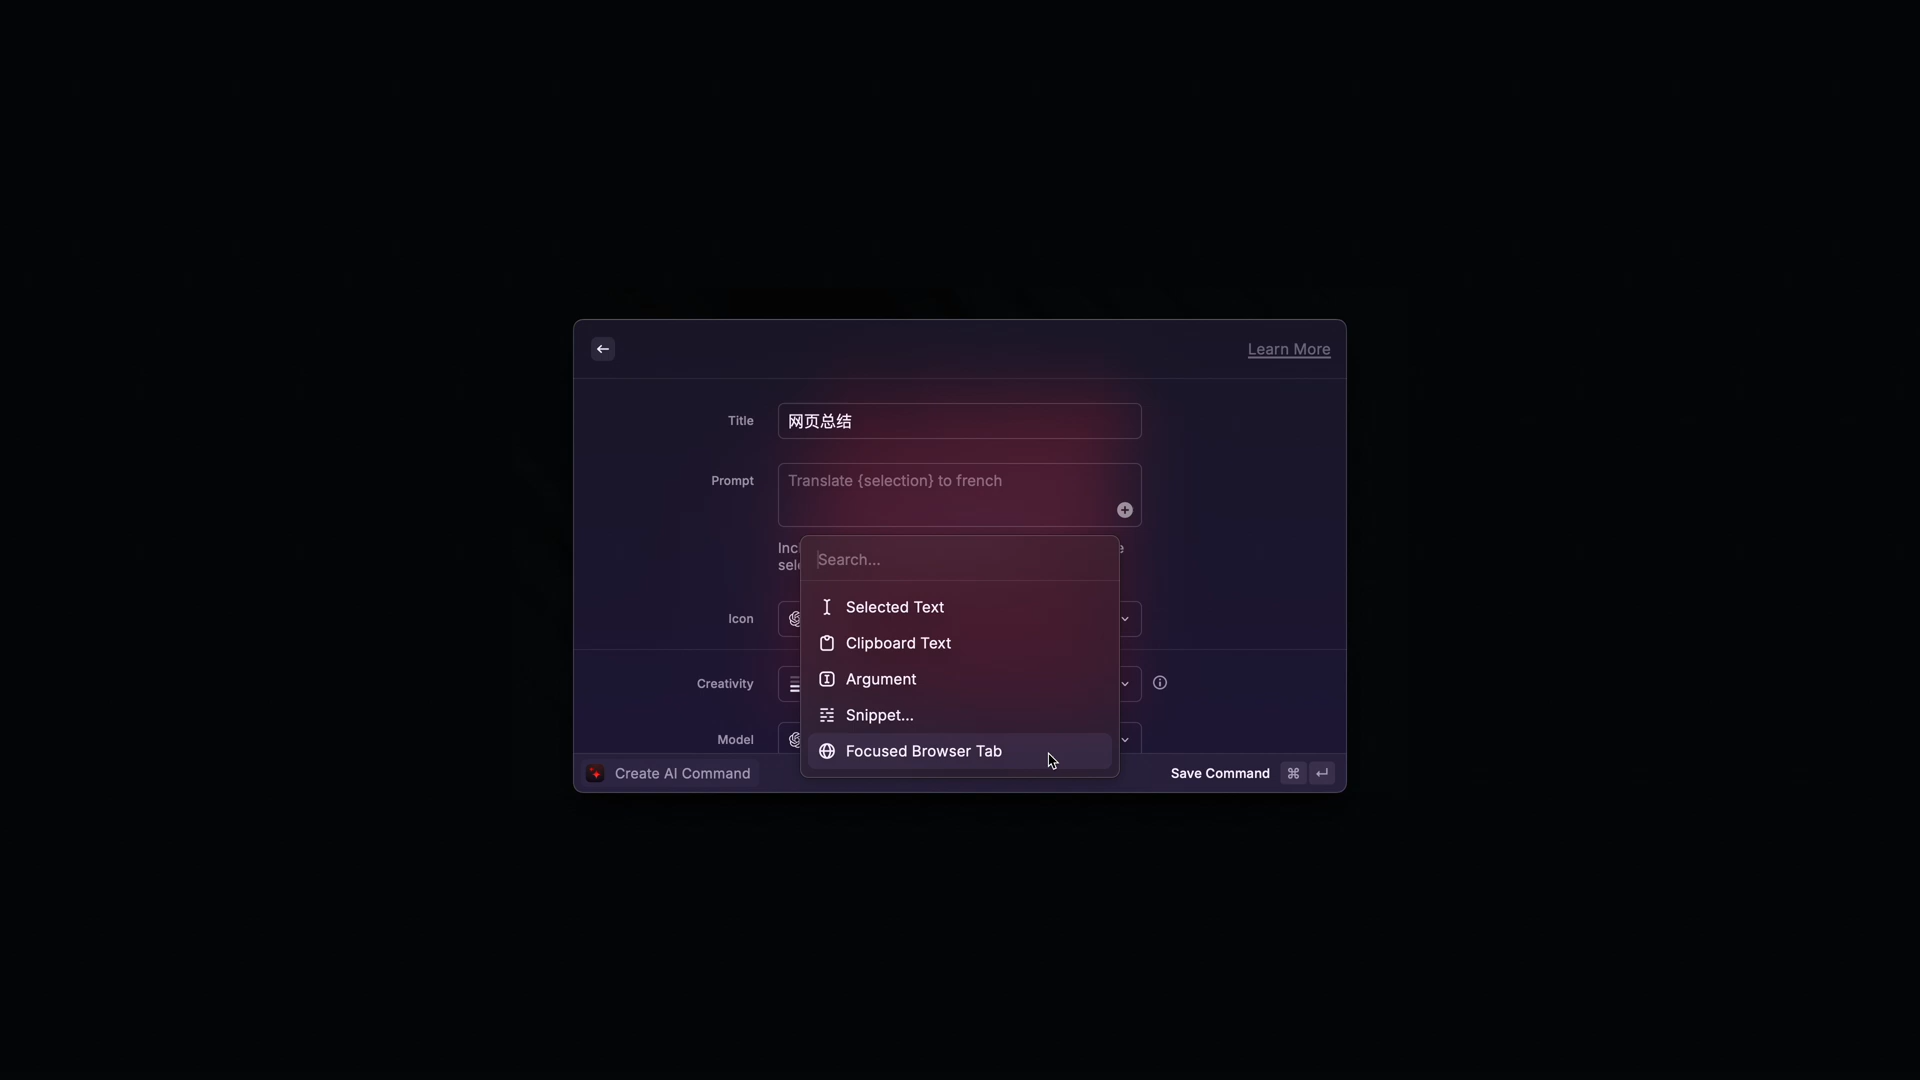 Learn More
Title
网页总结
Prompt
Translate {selection} to french
Search...
Selected Text
Icon
Clipboard Text
Argument
Creativity
Snippet...
Model
Focused Browser Tab
Create AI Command
Save Command ⌘ ↵